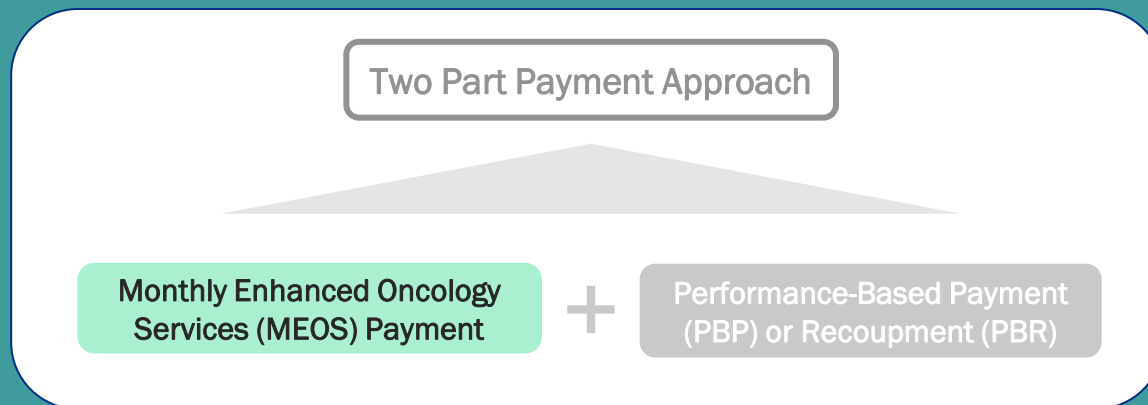 Two Part Payment Approach
Monthly Enhanced Oncology
Services (MEOS) Payment
+
Performance-Based Payment
(PBP) or Recoupment (PBR)